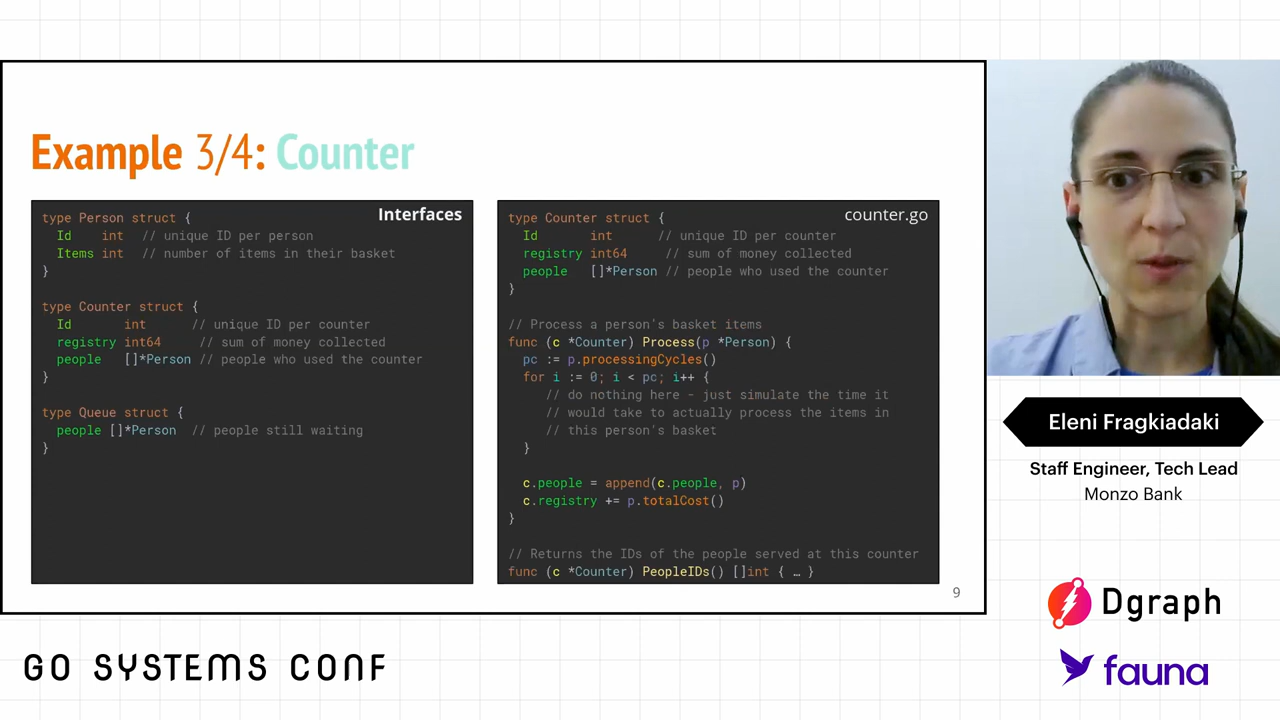 Example 3/4: Counter
Interfaces
type Person struct {
  Id    int  // unique ID per person
  Items int  // number of items in their basket
}
type Counter struct {
  Id       int      // unique ID per counter
  registry int64     // sum of money collected
  people   []*Person // people who used the counter
}
type Queue struct {
  people []*Person  // people still waiting
}
counter.go
type Counter struct {
  Id       int      // unique ID per counter
  registry int64     // sum of money collected
  people   []*Person // people who used the counter
}
// Process a person's basket items
func (c *Counter) Process(p *Person) {
  pc := p.processingCycles()
  for i := 0; i < pc; i++ {
     // do nothing here - just simulate the time it
     // would take to actually process the items in
     // this person's basket
  }
  c.people = append(c.people, p)
  c.registry += p.totalCost()
}
// Returns the IDs of the people served at this counter
func (c *Counter) PeopleIDs() []int { … }
9
Eleni Fragkiadaki
Staff Engineer, Tech Lead
Monzo Bank
Dgraph
fauna
GO SYSTEMS CONF